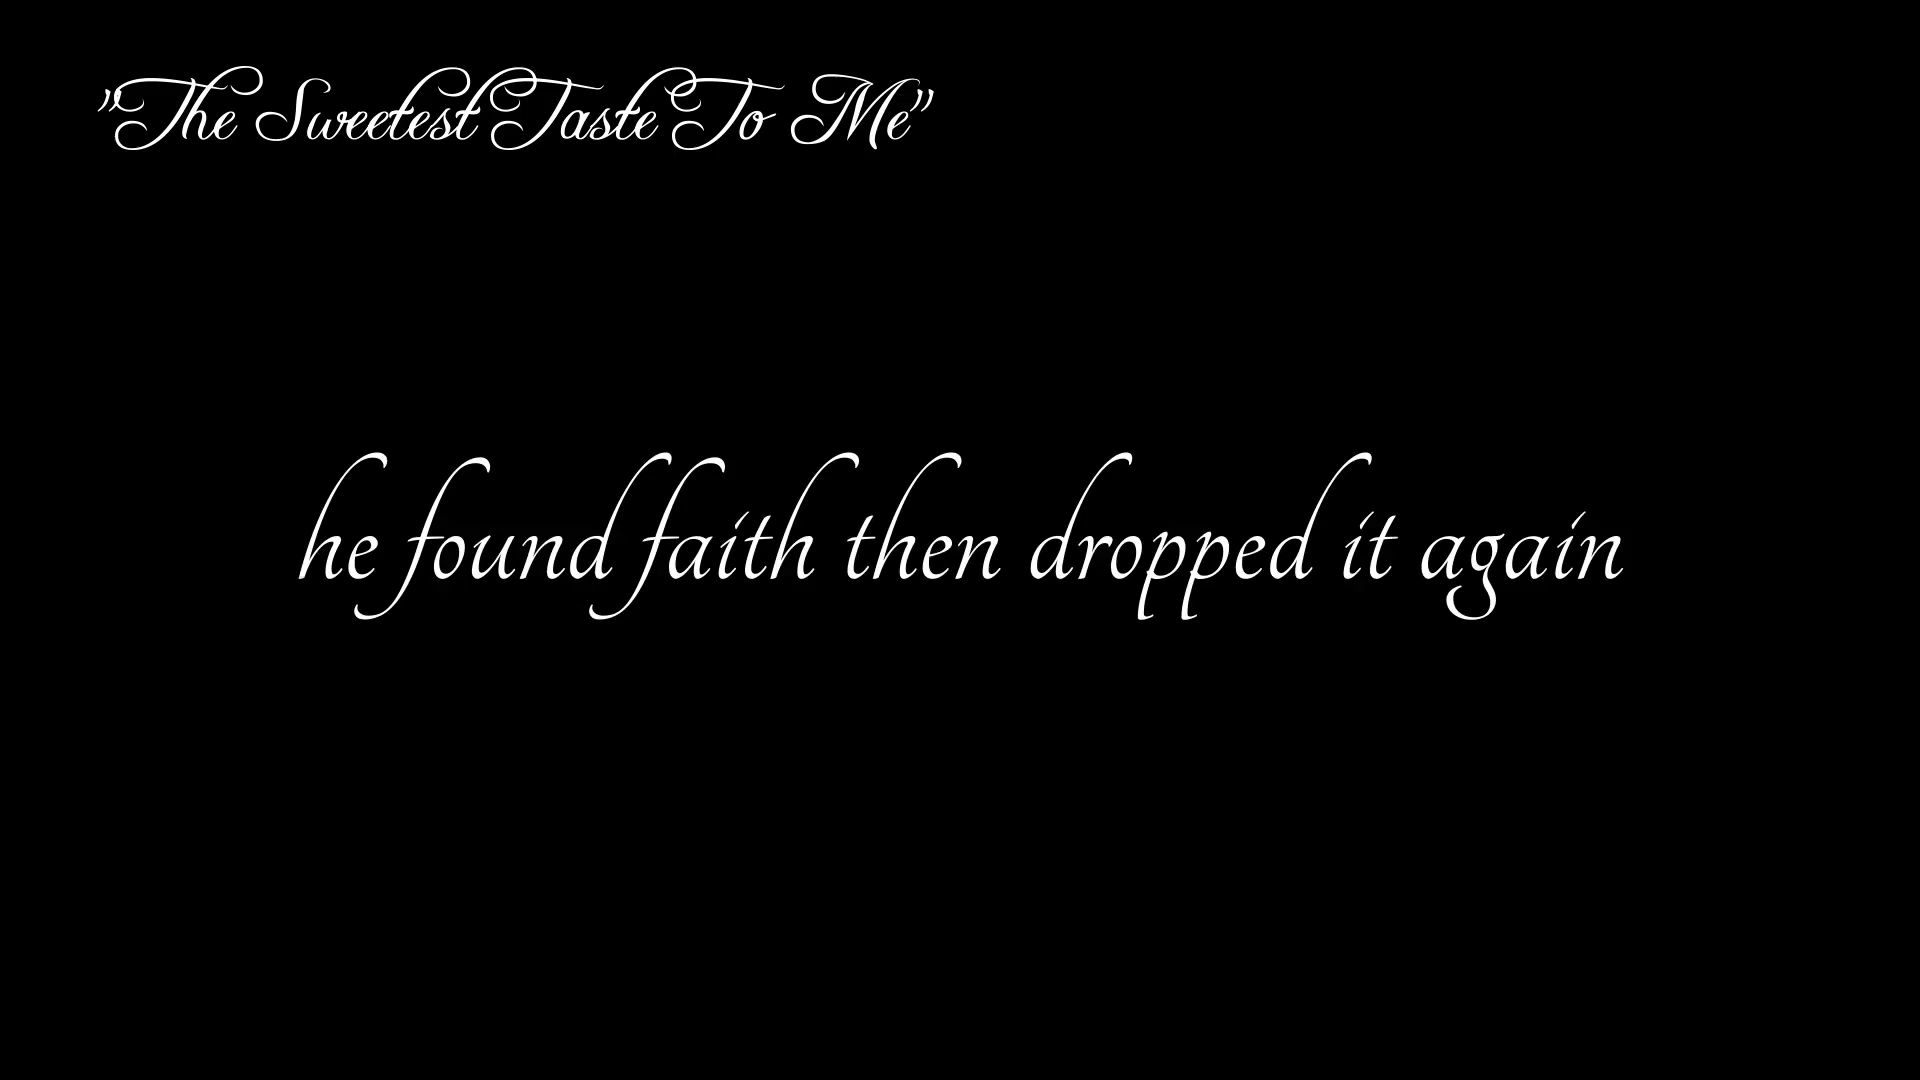 "The Sweetest Taste To Me"
he found faith then dropped it again